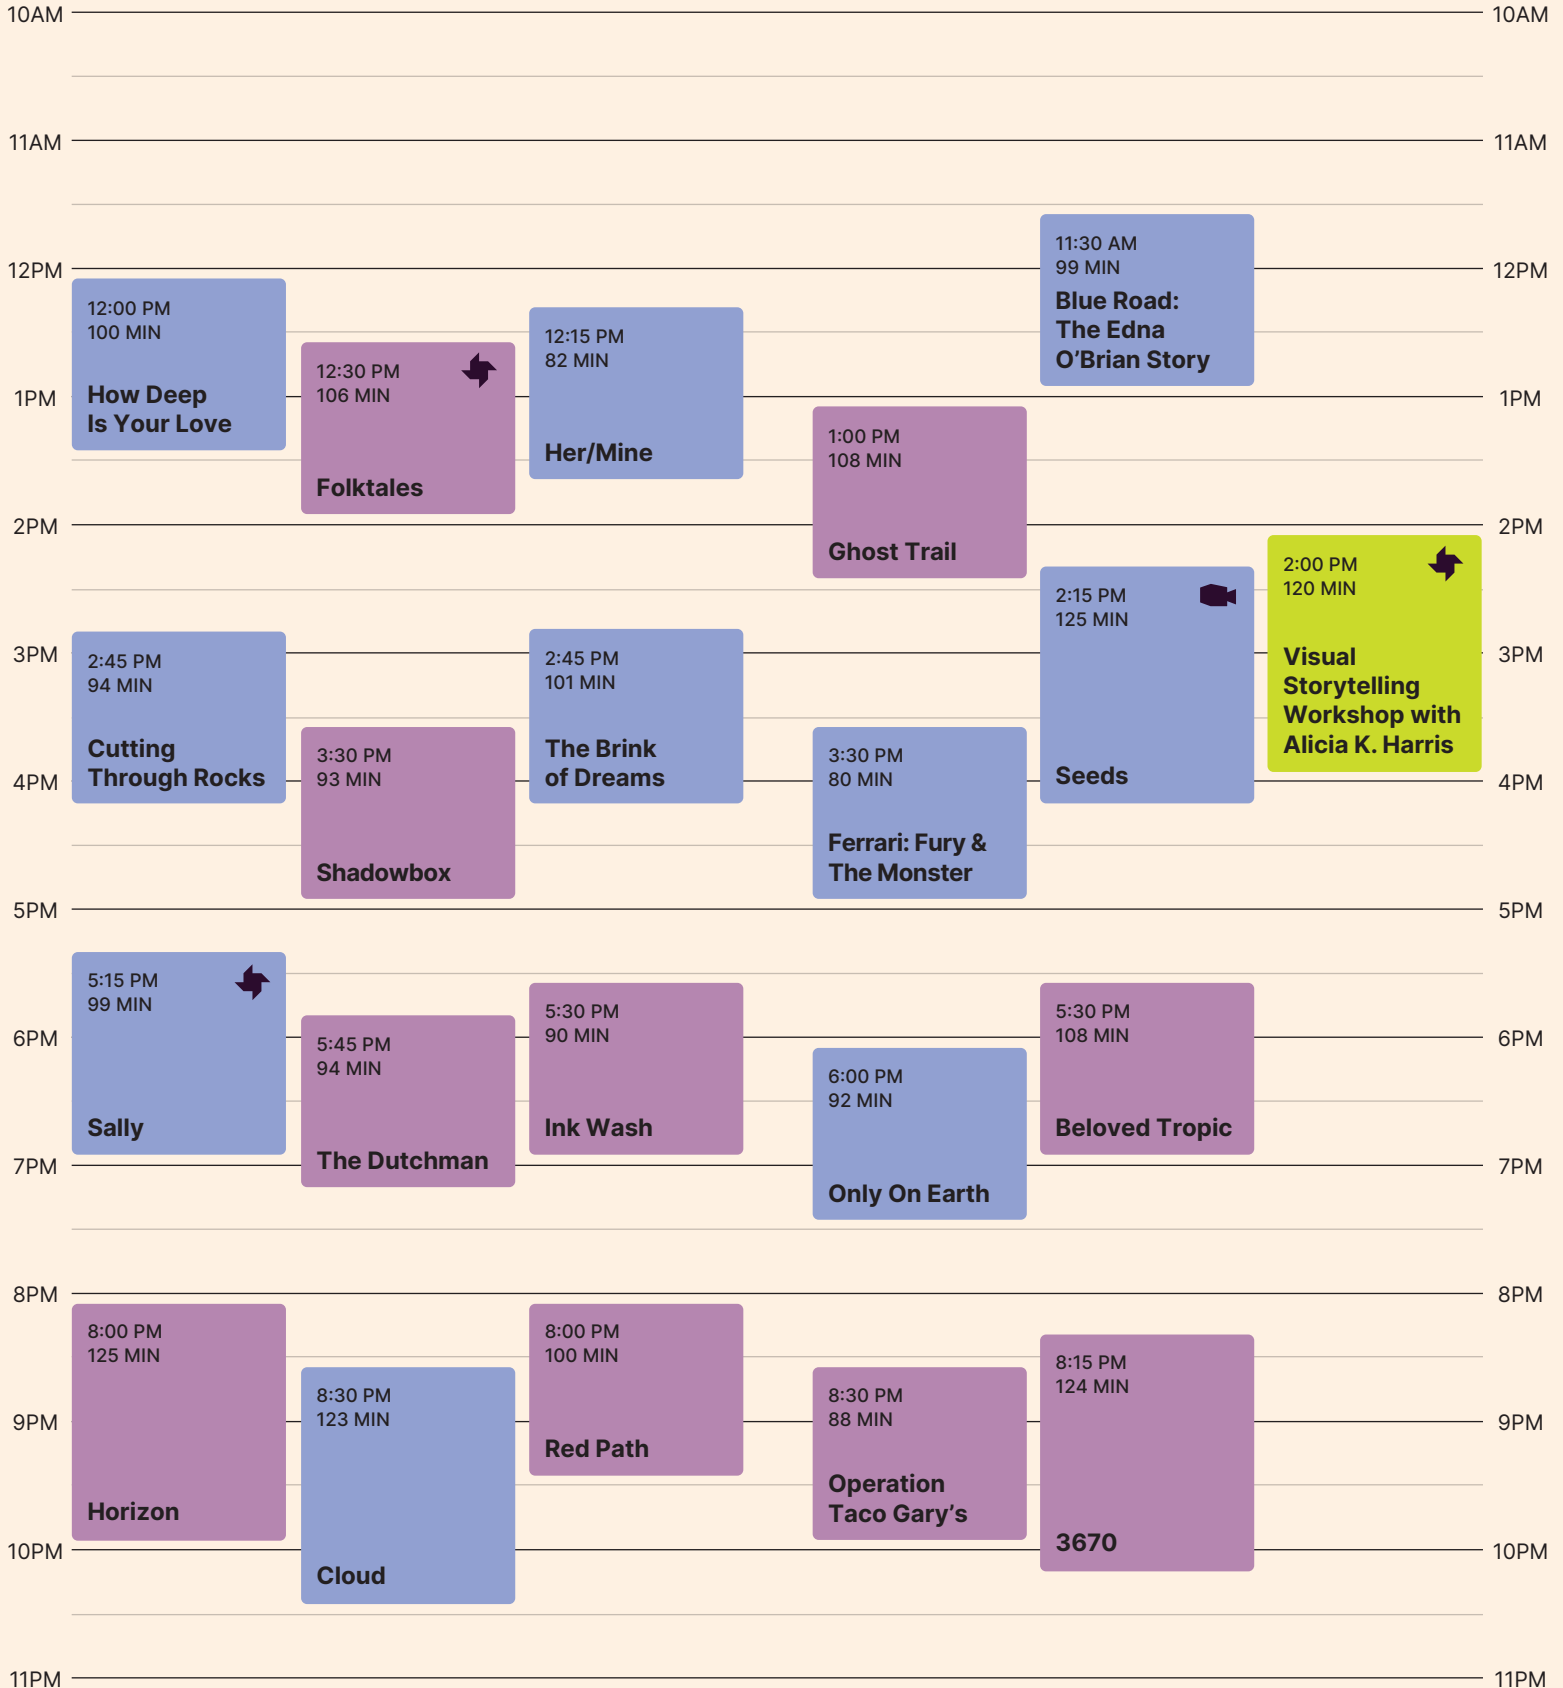 10AM
10AM
11AM
11AM
12PM
12PM
1PM
1PM
2PM
2PM
3PM
3PM
4PM
4PM
5PM
5PM
6PM
6PM
7PM
7PM
8PM
8PM
9PM
9PM
10PM
10PM
11PM
11PM
12:00 PM
100 MIN
How Deep
Is Your Love
2:45 PM
94 MIN
Cutting
Through Rocks
5:15 PM
99 MIN
Sally
8:00 PM
125 MIN
Horizon
12:30 PM
106 MIN
Folktales
3:30 PM
93 MIN
Shadowbox
5:45 PM
94 MIN
The Dutchman
8:30 PM
123 MIN
Cloud
12:15 PM
82 MIN
Her/Mine
2:45 PM
101 MIN
The Brink
of Dreams
5:30 PM
90 MIN
Ink Wash
8:00 PM
100 MIN
Red Path
1:00 PM
108 MIN
Ghost Trail
3:30 PM
80 MIN
Ferrari: Fury &
The Monster
6:00 PM
92 MIN
Only On Earth
8:30 PM
88 MIN
Operation
Taco Gary’s
11:30 AM
99 MIN
Blue Road:
The Edna
O’Brian Story
2:15 PM
125 MIN
Seeds
5:30 PM
108 MIN
Beloved Tropic
8:15 PM
124 MIN
3670
2:00 PM
120 MIN
Visual
Storytelling
Workshop with
Alicia K. Harris